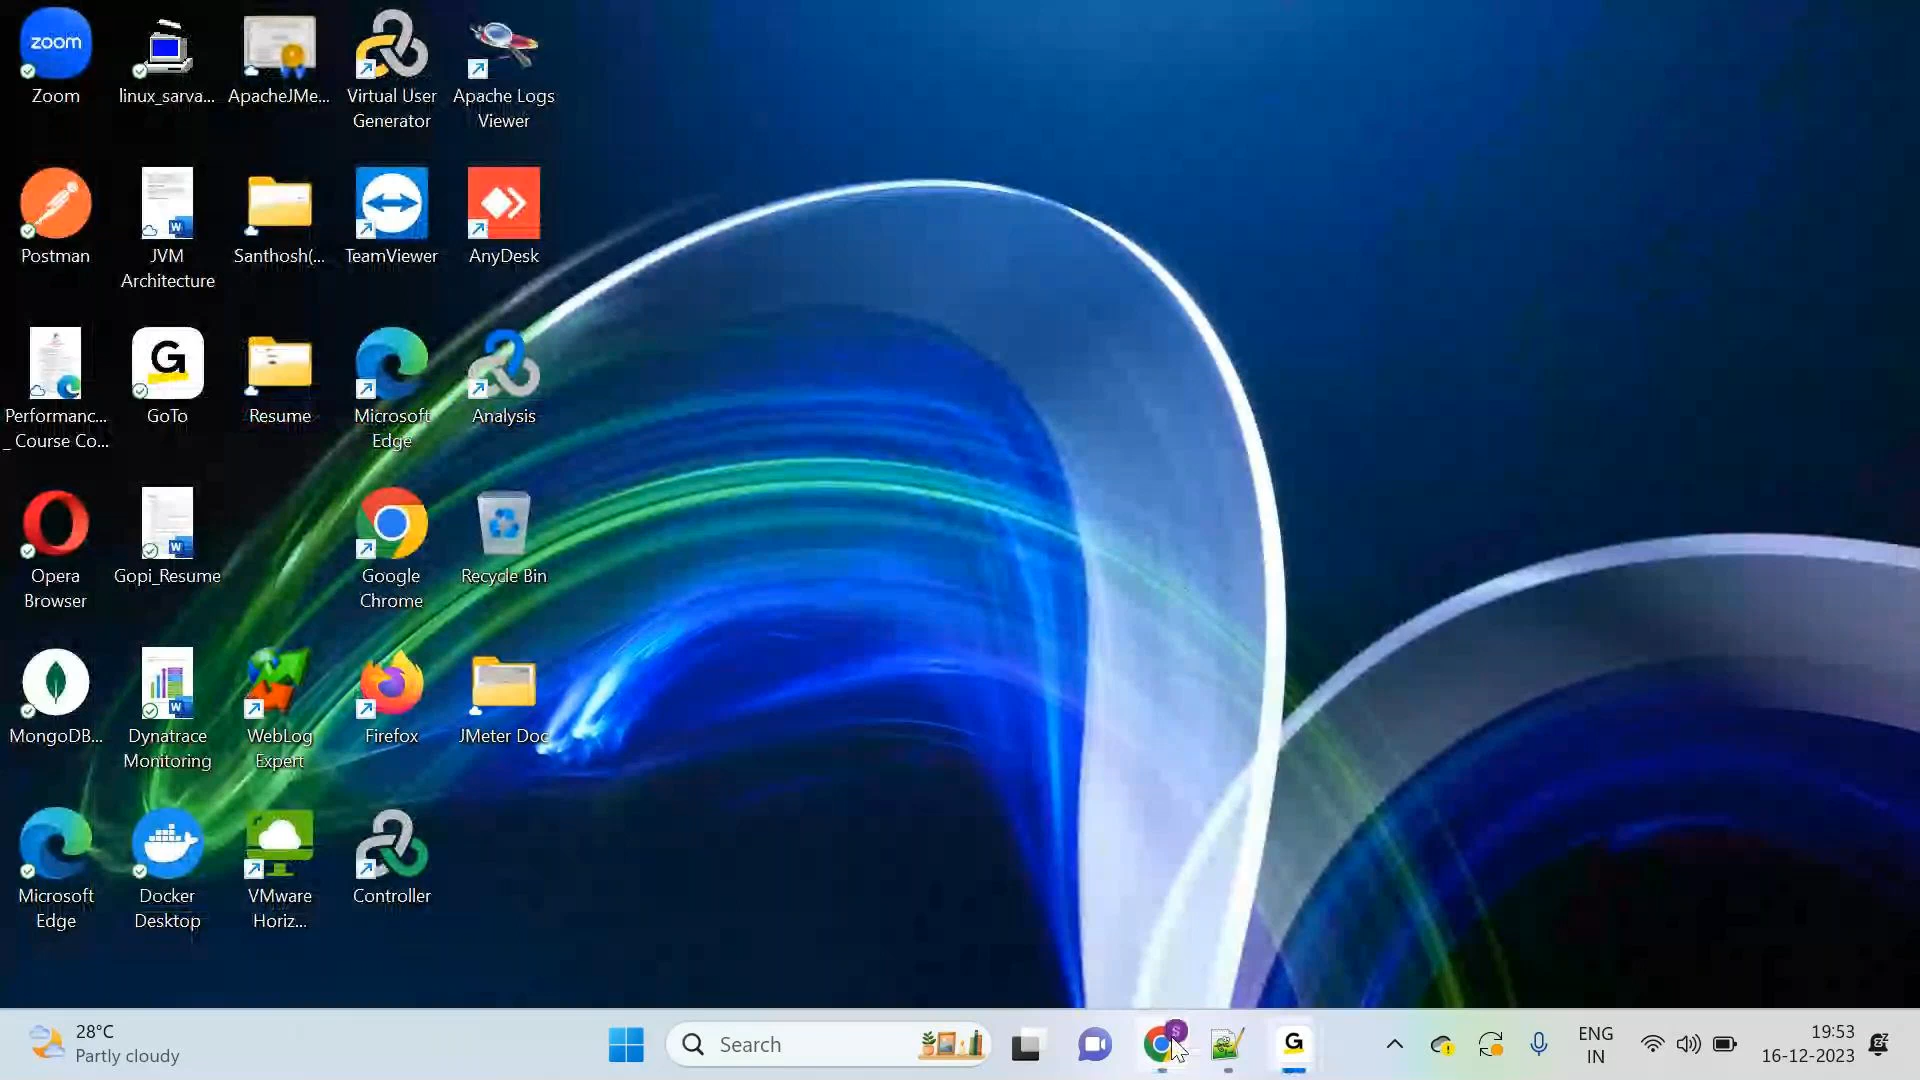 zoom
Zoom
linux_sarva...
ApacheJMe...
Virtual User
Generator
Apache Logs
Viewer
Postman
JVM
Architecture
Santhosh(...
TeamViewer
AnyDesk
Performanc...
_ Course Co...
G
GoTo
Resume
Microsoft
Edge
Analysis
Opera
Browser
Gopi_Resume
Google
Chrome
Recycle Bin
MongoDB...
Dynatrace
Monitoring
WebLog
Expert
Firefox
JMeter Doc
Microsoft
Edge
Docker
Desktop
VMware
Horiz...
Controller
28°C
Partly cloudy
Search
S
G
ENG
IN
19:53
16-12-2023